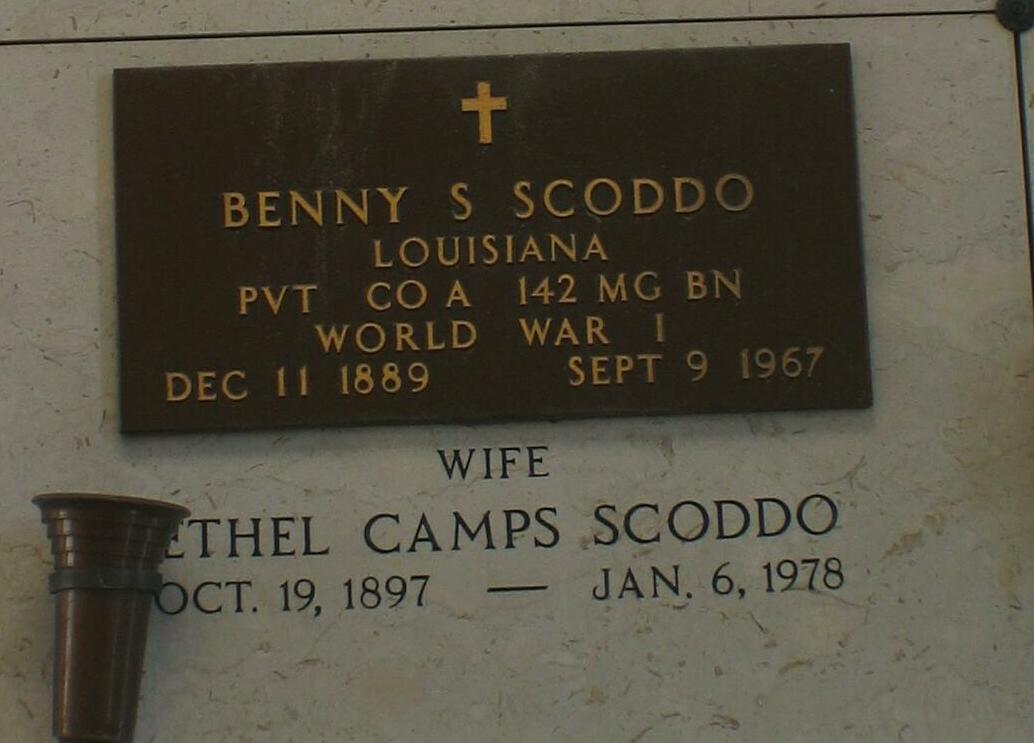 BENNY S SCODDO
LOUISIANA
PVT CO A 142 MG BN
WORLD WAR I
DEC 11 1889 SEPT 9 1967
WIFE
ETHEL CAMPS SCODDO
OCT. 19, 1897 — JAN. 6, 1978